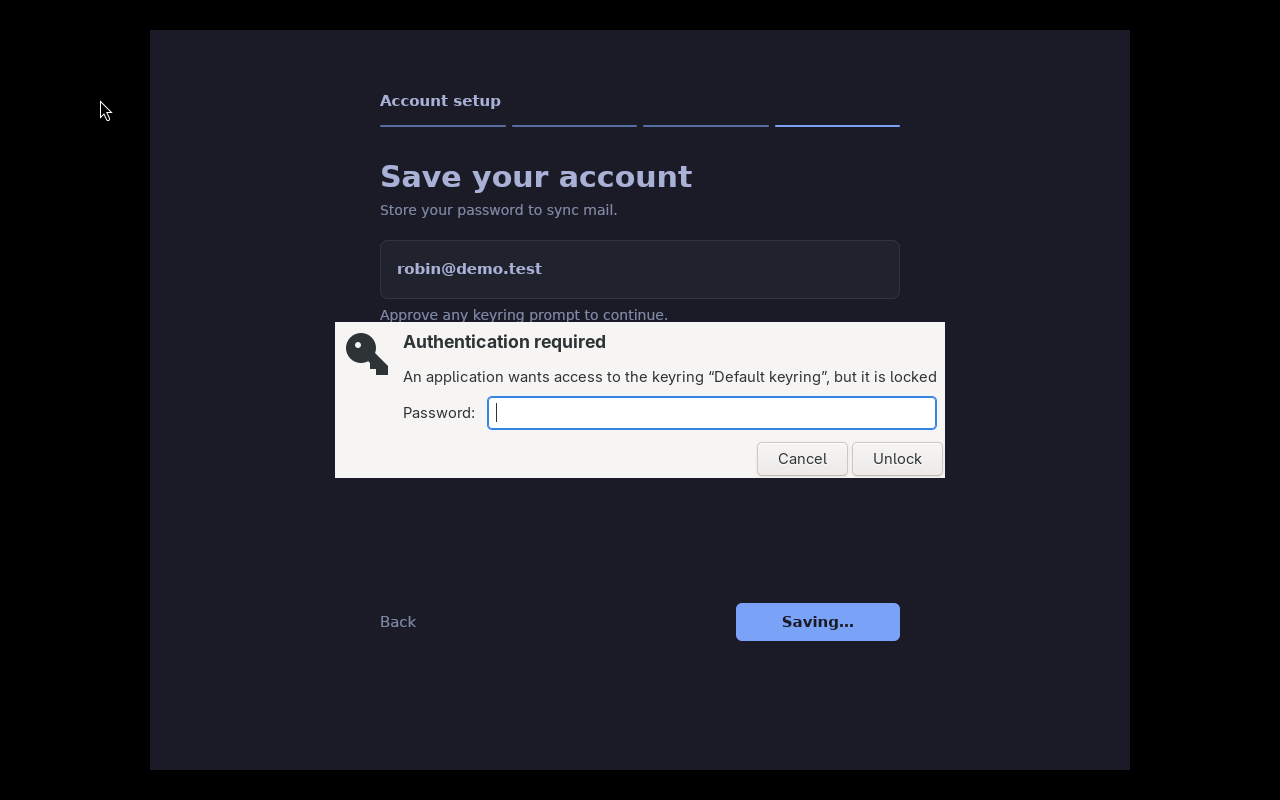 Account setup
Save your account
Store your password to sync mail.
robin@demo.test
Approve any keyring prompt to continue.
Authentication required
An application wants access to the keyring “Default keyring”, but it is locked
Password:
Cancel Unlock
Back Saving...